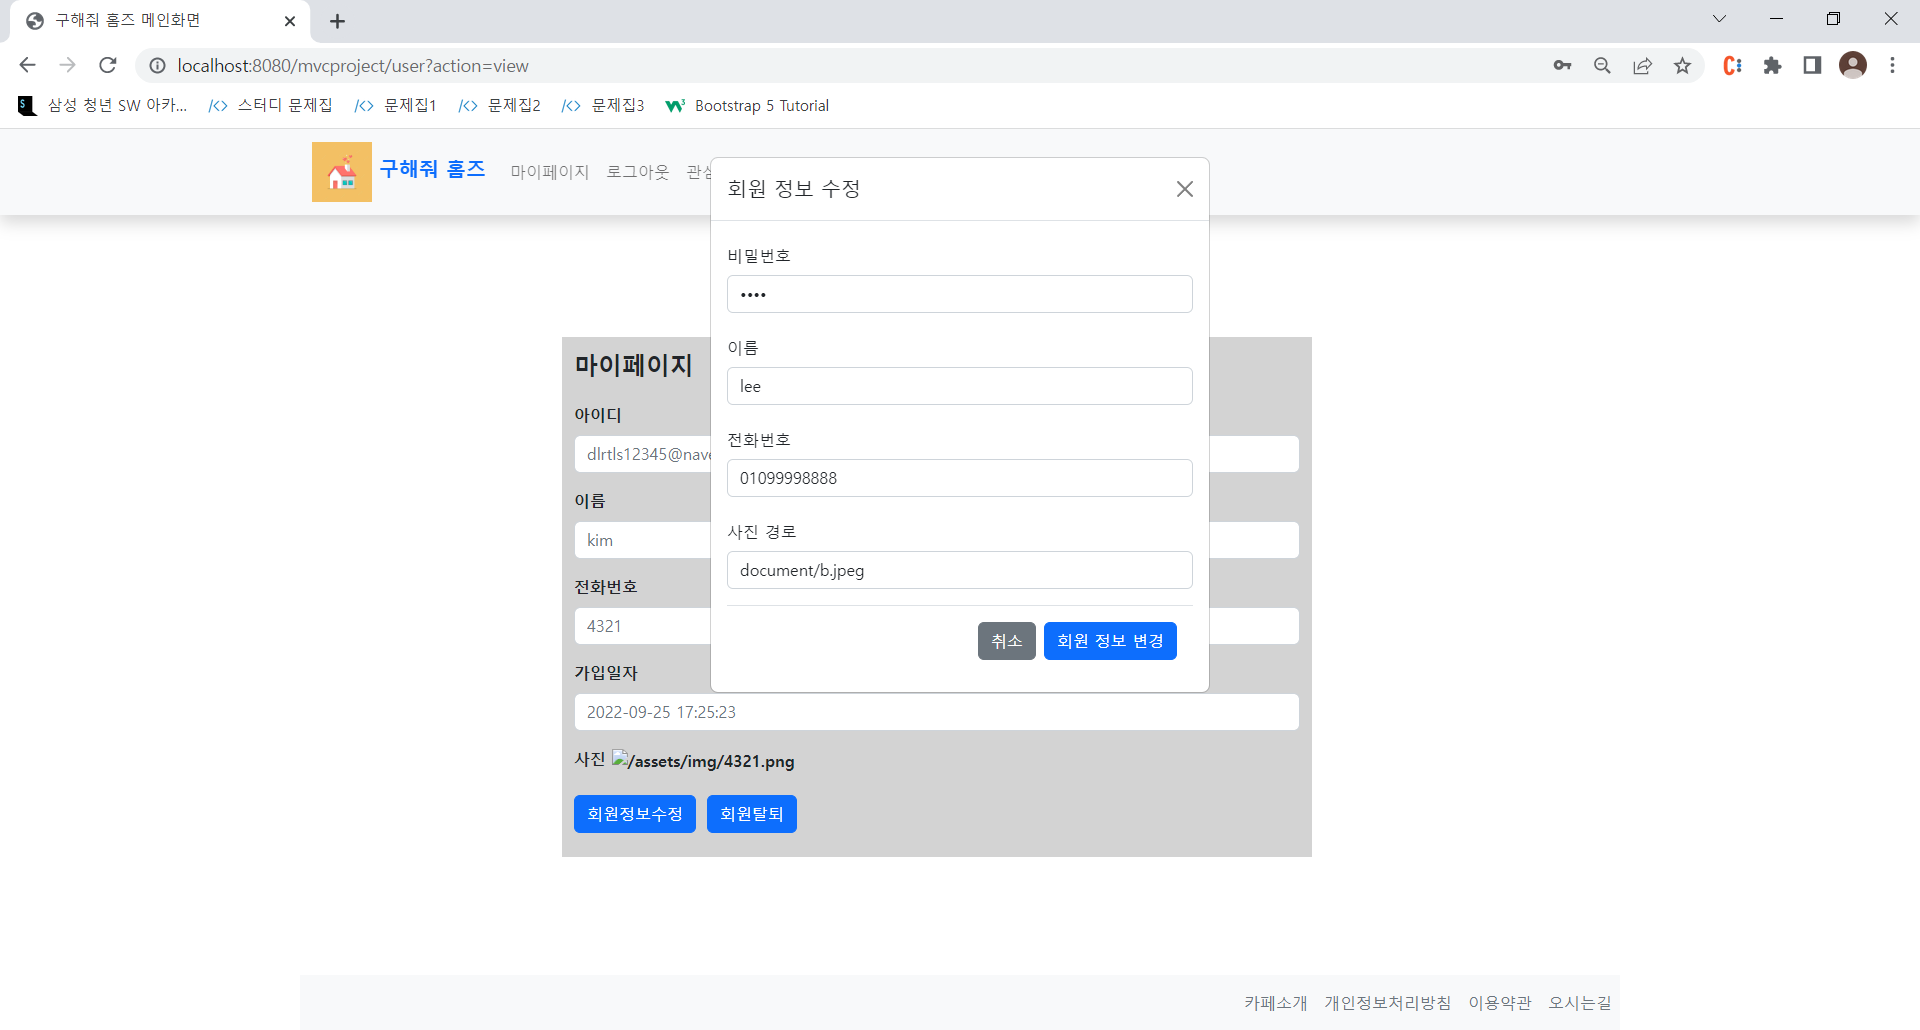 구해줘 홈즈 메인화면
localhost:8080/mvcproject/user?action=view
삼성 청년 SW 아카... 스터디 문제집 문제집1 문제집2 문제집3 Bootstrap 5 Tutorial
구해줘 홈즈 마이페이지 로그아웃
회원 정보 수정
비밀번호
••••
이름
lee
전화번호
01099998888
사진 경로
document/b.jpeg
취소 회원 정보 변경
마이페이지
아이디
dlrtls12345@nave
이름
kim
전화번호
4321
가입일자
2022-09-25 17:25:23
사진 /assets/img/4321.png
회원정보수정 회원탈퇴
카페소개 개인정보처리방침 이용약관 오시는길